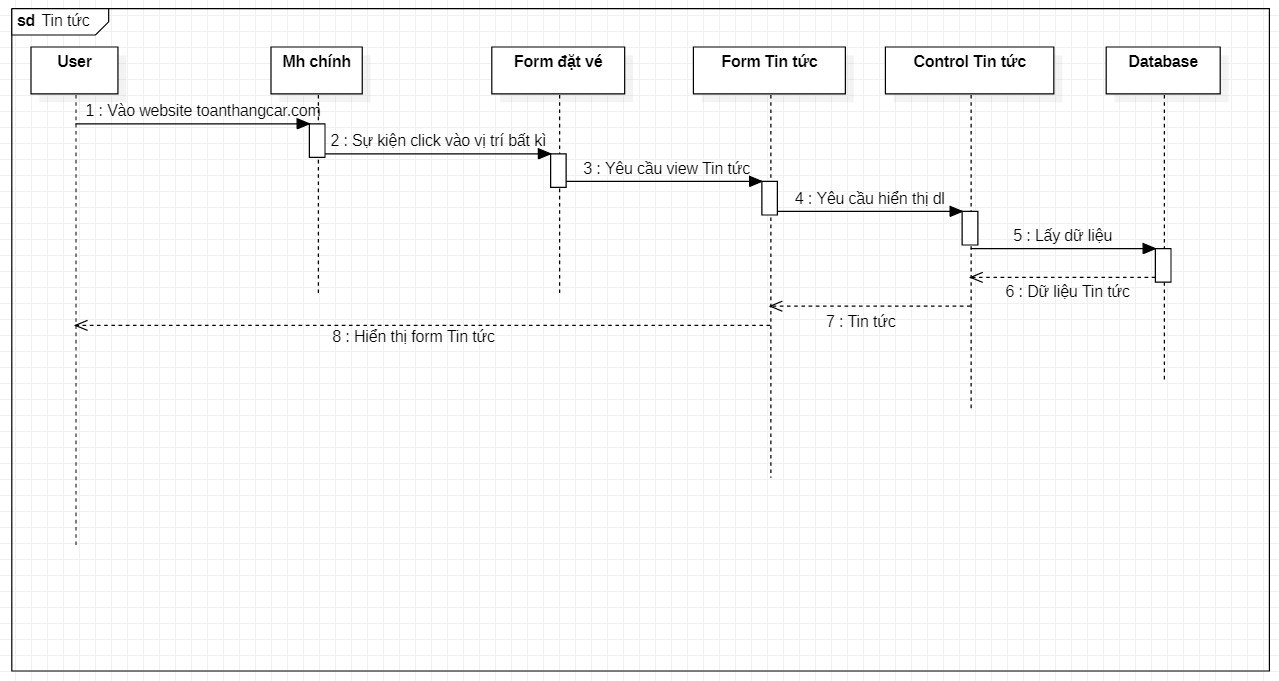 sd Tin tức
User
Mh chính
Form đặt vé
Form Tin tức
Control Tin tức
Database
1 : Vào website toanthangcar.com
2 : Sự kiện click vào vị trí bất kì
3 : Yêu cầu view Tin tức
4 : Yêu cầu hiển thị dl
5 : Lấy dữ liệu
6 : Dữ liệu Tin tức
7 : Tin tức
8 : Hiển thị form Tin tức